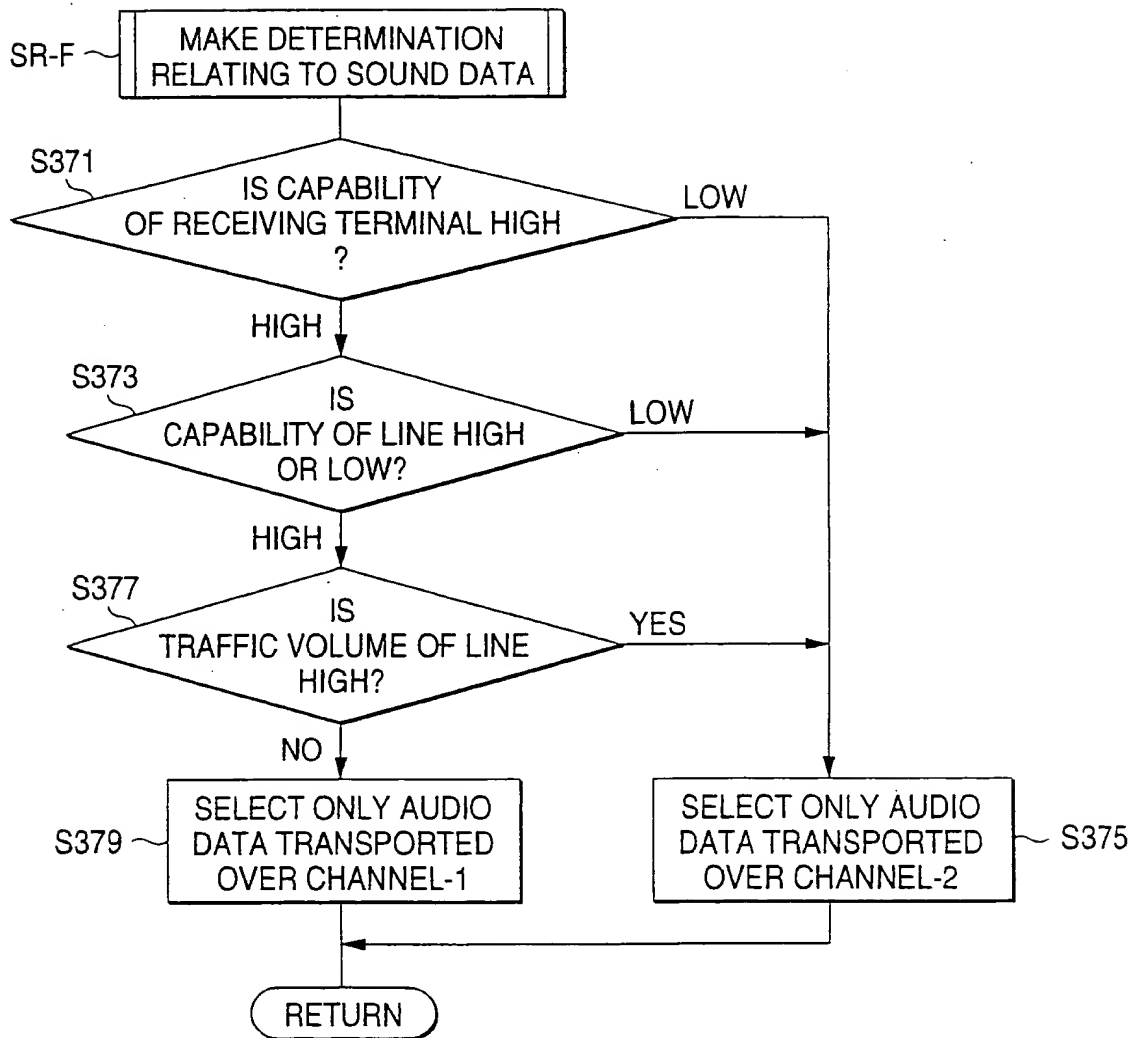 SR-F
MAKE DETERMINATION
RELATING TO SOUND DATA
S371
IS CAPABILITY
OF RECEIVING TERMINAL HIGH
?
LOW
HIGH
S373
IS
CAPABILITY OF LINE HIGH
OR LOW?
LOW
HIGH
S377
IS
TRAFFIC VOLUME OF LINE
HIGH?
YES
NO
S379
SELECT ONLY AUDIO
DATA TRANSPORTED
OVER CHANNEL-1
SELECT ONLY AUDIO
DATA TRANSPORTED
OVER CHANNEL-2
S375
RETURN